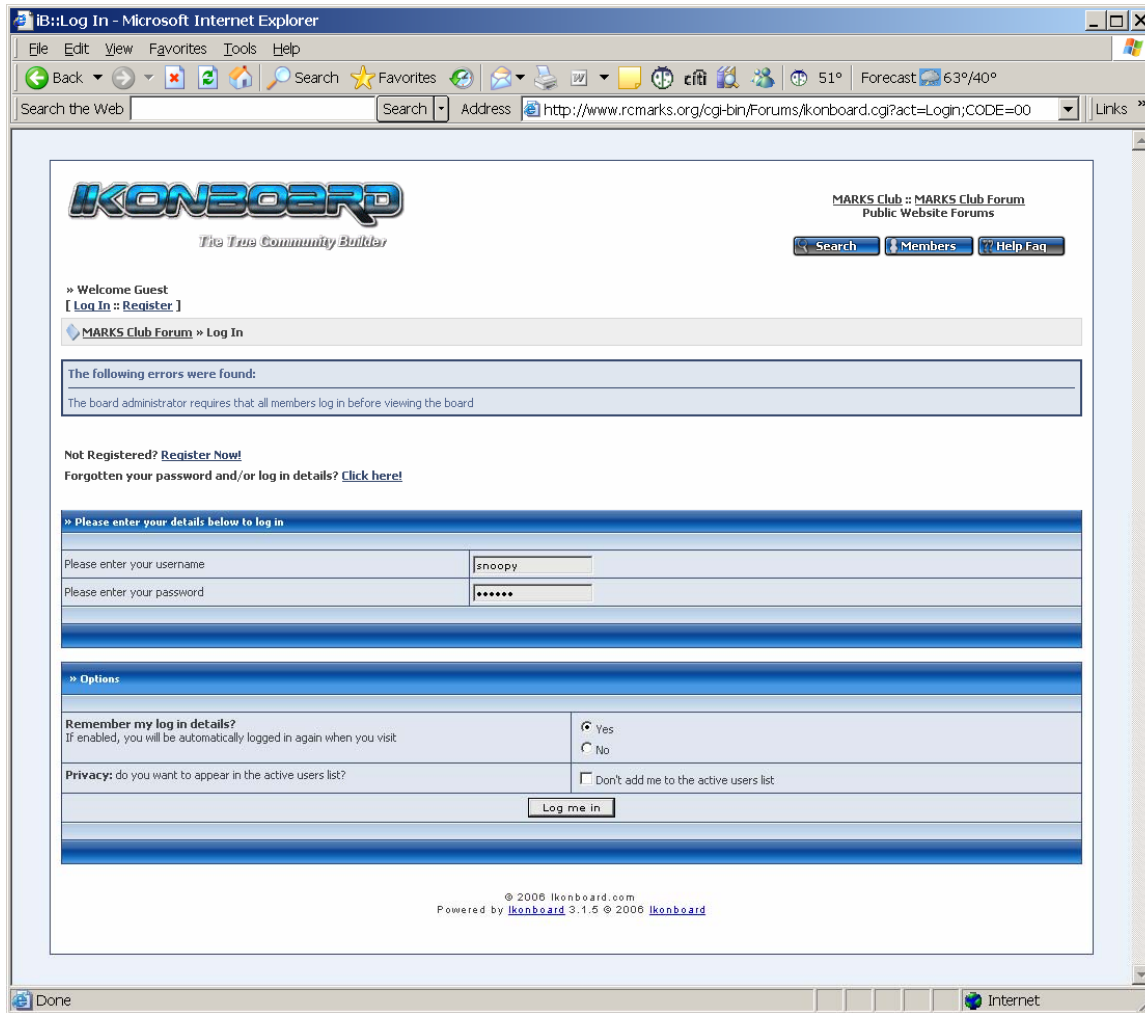 iB::Log In - Microsoft Internet Explorer
File Edit View Favorites Tools Help
Back Search Favorites citi 51° Forecast 63°/40°
Search the Web Search Address http://www.rcmarks.org/cgi-bin/Forums/ikonboard.cgi?act=Login;CODE=00 Links »
IKONBOARD
The True Community Builder
MARKS Club :: MARKS Club Forum
Public Website Forums
Search Members Help Faq
» Welcome Guest
[ Log In :: Register ]
MARKS Club Forum » Log In
The following errors were found:
The board administrator requires that all members log in before viewing the board
Not Registered? Register Now!
Forgotten your password and/or log in details? Click here!
» Please enter your details below to log in
Please enter your username snoopy
Please enter your password ••••••
» Options
Remember my log in details?
If enabled, you will be automatically logged in again when you visit
Yes
No
Privacy: do you want to appear in the active users list? Don't add me to the active users list
Log me in
© 2006 Ikonboard.com
Powered by Ikonboard 3.1.5 © 2006 Ikonboard
Done Internet